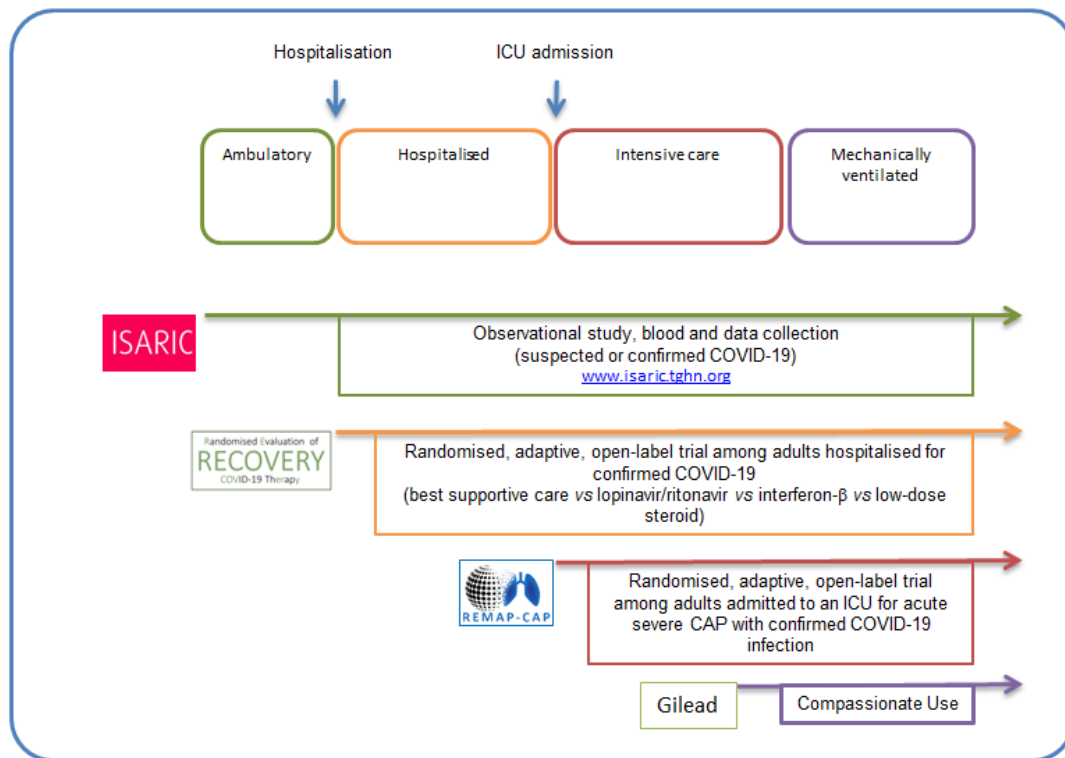 Hospitalisation
ICU admission
Ambulatory
Hospitalised
Intensive care
Mechanically
ventilated
ISARIC
Observational study, blood and data collection
(suspected or confirmed COVID-19)
www.isaric.tghn.org
Randomised Evaluation of
RECOVERY
COVID-19 Therapy
Randomised, adaptive, open-label trial among adults hospitalised for
confirmed COVID-19
(best supportive care vs lopinavir/ritonavir vs interferon-β vs low-dose
steroid)
REMAP-CAP
Randomised, adaptive, open-label trial
among adults admitted to an ICU for acute
severe CAP with confirmed COVID-19
infection
Gilead
Compassionate Use